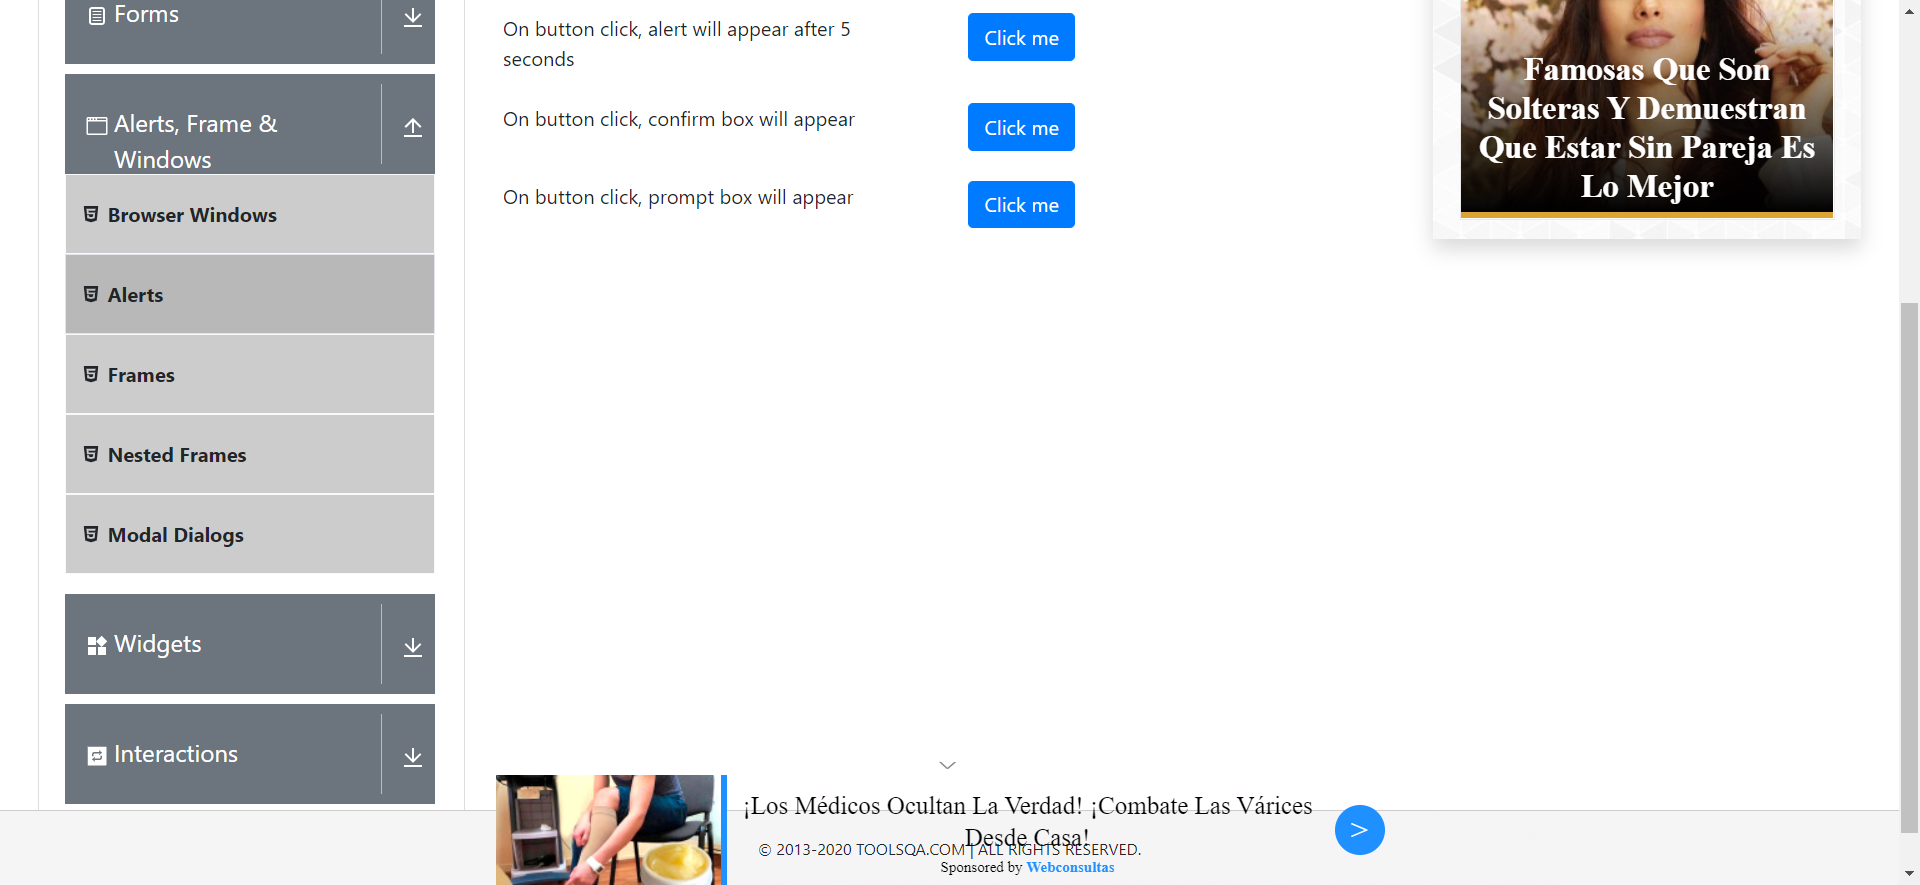 Forms
Alerts, Frame &
Windows
Browser Windows
Alerts
Frames
Nested Frames
Modal Dialogs
Widgets
Interactions
On button click, alert will appear after 5
seconds
Click me
On button click, confirm box will appear
Click me
On button click, prompt box will appear
Click me
Famosas Que Son
Solteras Y Demuestran
Que Estar Sin Pareja Es
Lo Mejor
¡Los Médicos Ocultan La Verdad! ¡Combate Las Várices
Desde Casa!
© 2013-2020 TOOLSQA.COM | ALL RIGHTS RESERVED.
Sponsored by Webconsultas
>